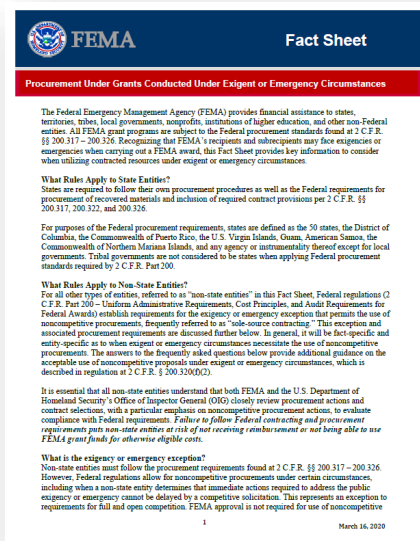 FEMA
Fact Sheet
Procurement Under Grants Conducted Under Exigent or Emergency Circumstances
The Federal Emergency Management Agency (FEMA) provides financial assistance to states,
territories, tribes, local governments, nonprofits, institutions of higher education, and other non-Federal
entities. All FEMA grant programs are subject to the Federal procurement standards found at 2 C.F.R.
§§ 200.317 – 200.326. Recognizing that FEMA's recipients and subrecipients may face exigencies or
emergencies when carrying out a FEMA award, this Fact Sheet provides key information to consider
when utilizing contracted resources under exigent or emergency circumstances.
What Rules Apply to State Entities?
States are required to follow their own procurement procedures as well as the Federal requirements for
procurement of recovered materials and inclusion of required contract provisions per 2 C.F.R. §§
200.317, 200.322, and 200.326.
For purposes of the Federal procurement requirements, states are defined as the 50 states, the District of
Columbia, the Commonwealth of Puerto Rico, the U.S. Virgin Islands, Guam, American Samoa, the
Commonwealth of Northern Mariana Islands, and any agency or instrumentality thereof except for local
governments. Tribal governments are not considered to be states when applying Federal procurement
standards required by 2 C.F.R. Part 200.
What Rules Apply to Non-State Entities?
For all other types of entities, referred to as "non-state entities" in this Fact Sheet, Federal regulations (2
C.F.R. Part 200 – Uniform Administrative Requirements, Cost Principles, and Audit Requirements for
Federal Awards) establish requirements for the exigency or emergency exception that permits the use of
noncompetitive procurements, frequently referred to as "sole-source contracting." This exception and
associated procurement requirements are discussed further below. In general, it will be fact-specific and
entity-specific as to when exigent or emergency circumstances necessitate the use of noncompetitive
procurements. The answers to the frequently asked questions below provide additional guidance on the
acceptable use of noncompetitive proposals under exigent or emergency circumstances, which is
described in regulation at 2 C.F.R. § 200.320(f)(2).
It is essential that all non-state entities understand that both FEMA and the U.S. Department of
Homeland Security's Office of Inspector General (OIG) closely review procurement actions and
contract selections, with a particular emphasis on noncompetitive procurement actions, to evaluate
compliance with Federal requirements. Failure to follow Federal contracting and procurement
requirements puts non-state entities at risk of not receiving reimbursement or not being able to use
FEMA grant funds for otherwise eligible costs.
What is the exigency or emergency exception?
Non-state entities must follow the procurement requirements found at 2 C.F.R. §§ 200.317 – 200.326.
However, Federal regulations allow for noncompetitive procurements under certain circumstances,
including when a non-state entity determines that immediate actions required to address the public
exigency or emergency cannot be delayed by a competitive solicitation. This represents an exception to
requirements for full and open competition. FEMA approval is not required for use of noncompetitive
1
March 16, 2020